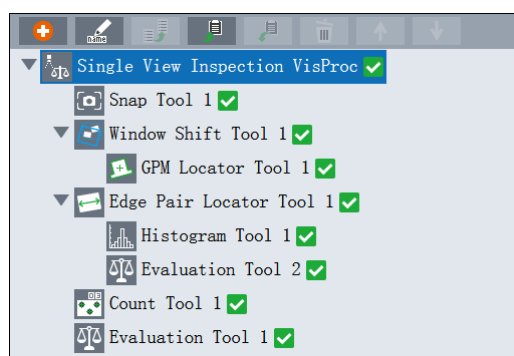 name
Single View Inspection VisProc
Snap Tool 1
Window Shift Tool 1
GPM Locator Tool 1
Edge Pair Locator Tool 1
Histogram Tool 1
Evaluation Tool 2
Count Tool 1
Evaluation Tool 1